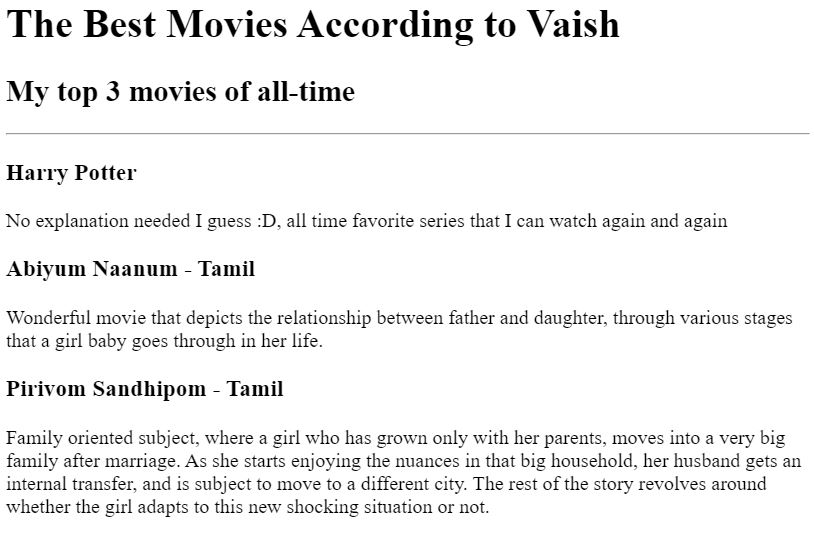 The Best Movies According to Vaish
My top 3 movies of all-time
Harry Potter
No explanation needed I guess :D, all time favorite series that I can watch again and again
Abiyum Naanum - Tamil
Wonderful movie that depicts the relationship between father and daughter, through various stages
that a girl baby goes through in her life.
Pirivom Sandhipom - Tamil
Family oriented subject, where a girl who has grown only with her parents, moves into a very big
family after marriage. As she starts enjoying the nuances in that big household, her husband gets an
internal transfer, and is subject to move to a different city. The rest of the story revolves around
whether the girl adapts to this new shocking situation or not.